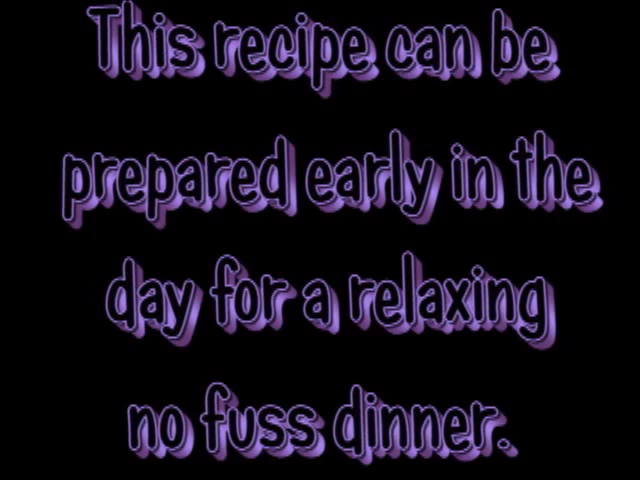 This recipe can be
prepared early in the
day for a relaxing
no fuss dinner.